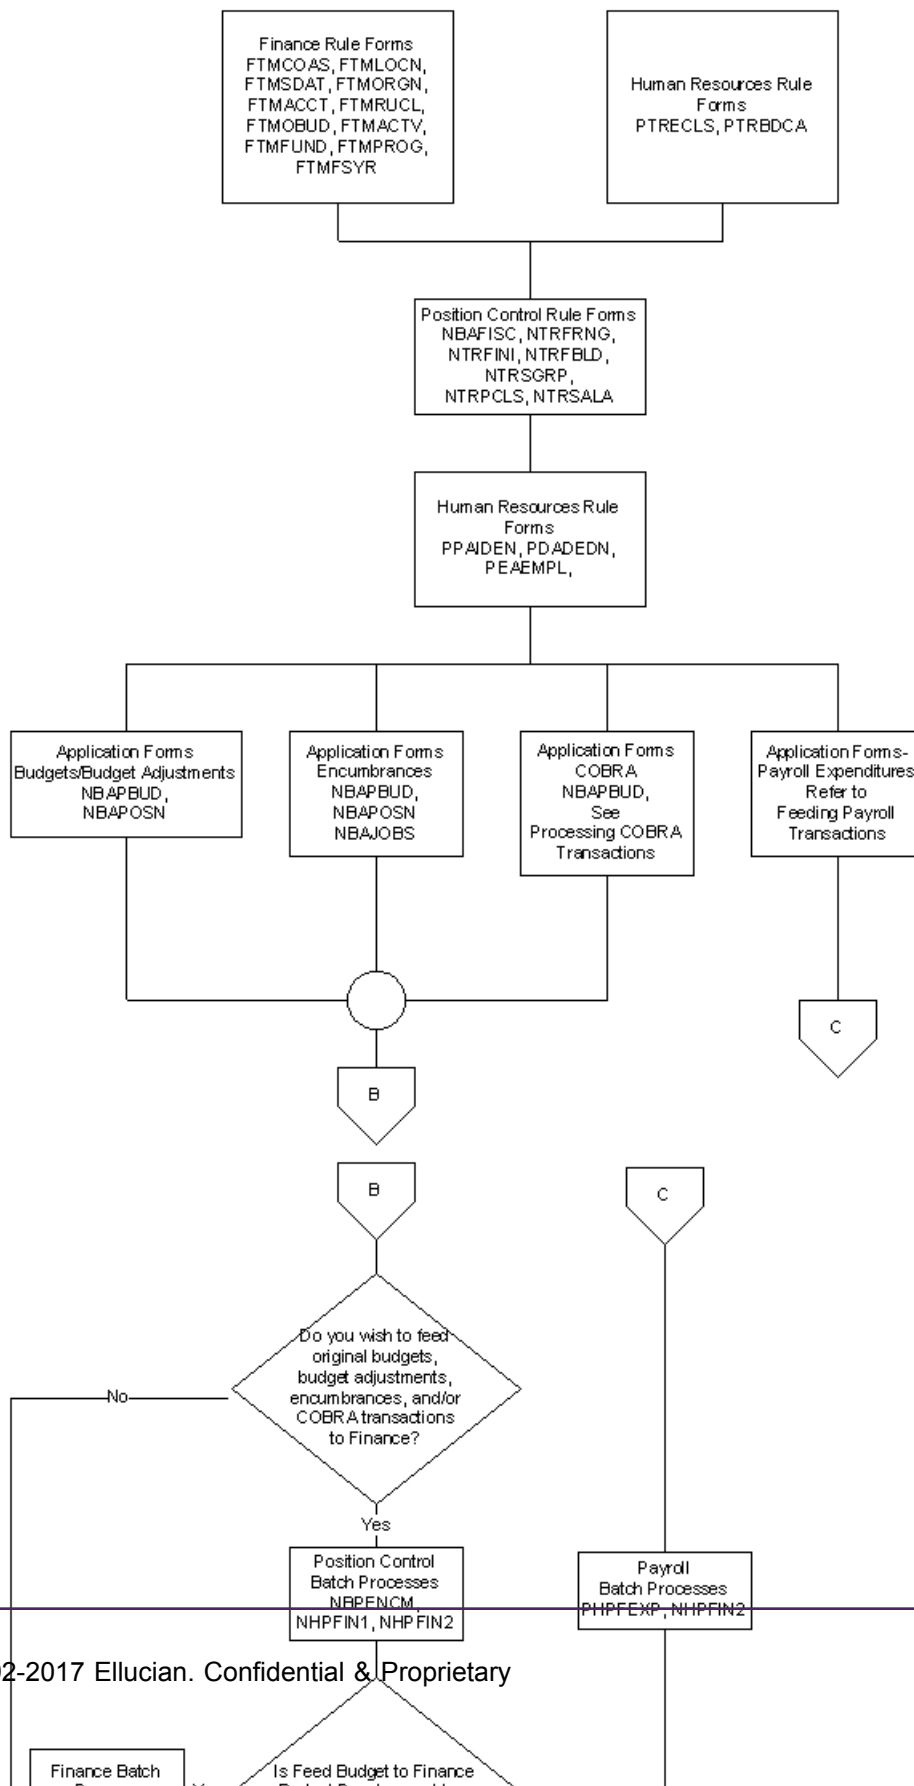 Finance Rule Forms
FTMCOAS, FTMLOCN,
FTMSDAT, FTMORGN,
FTMACCT, FTMRUCL,
FTMOBUD, FTMACTV,
FTMFUND, FTMPROG,
FTMFSYR
Human Resources Rule
Forms
PTRECLS, PTRBDCA
Position Control Rule Forms
NBAFISC, NTRFRNG,
NTRFINI, NTRFBLD,
NTRSGRP,
NTRPCLS, NTRSALA
Human Resources Rule
Forms
PPAIDEN, PDADEDN,
PEAEMPL,
Application Forms
Budgets/Budget Adjustments
NBAPBUD,
NBAPOSN
Application Forms
Encumbrances
NBAPBUD,
NBAPOSN
NBAJOBS
Application Forms
COBRA
NBAPBUD,
See
Processing COBRA
Transactions
Application Forms-
Payroll Expenditures
Refer to
Feeding Payroll
Transactions
C
B
B
C
Do you wish to feed
original budgets,
budget adjustments,
encumbrances, and/or
COBRA transactions
to Finance?
No
Yes
Position Control
Batch Processes
NBPENCM,
NHPFIN1, NHPFIN2
Payroll
Batch Processes
PHPFEXP, NHPFIN2
2-2017 Ellucian. Confidential & Proprietary
Finance Batch
Is Feed Budget to Finance